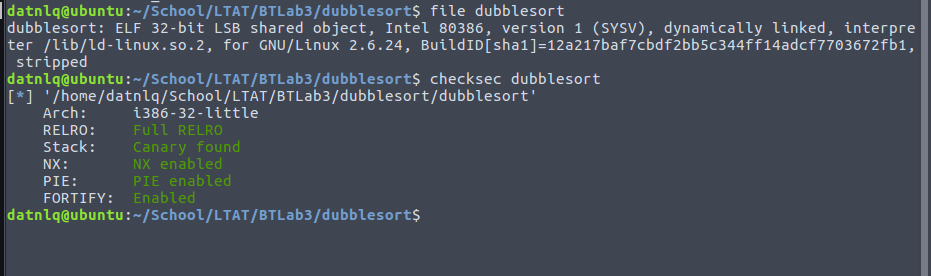 datnlq@ubuntu:~/School/LTAT/BTLab3/dubblesort$ file dubblesort
dubblesort: ELF 32-bit LSB shared object, Intel 80386, version 1 (SYSV), dynamically linked, interpre
ter /lib/ld-linux.so.2, for GNU/Linux 2.6.24, BuildID[sha1]=12a217baf7cbdf2bb5c344ff14adcf7703672fb1,
 stripped
datnlq@ubuntu:~/School/LTAT/BTLab3/dubblesort$ checksec dubblesort
[*] '/home/datnlq/School/LTAT/BTLab3/dubblesort/dubblesort'
    Arch:     i386-32-little
    RELRO:    Full RELRO
    Stack:    Canary found
    NX:       NX enabled
    PIE:      PIE enabled
    FORTIFY:  Enabled
datnlq@ubuntu:~/School/LTAT/BTLab3/dubblesort$